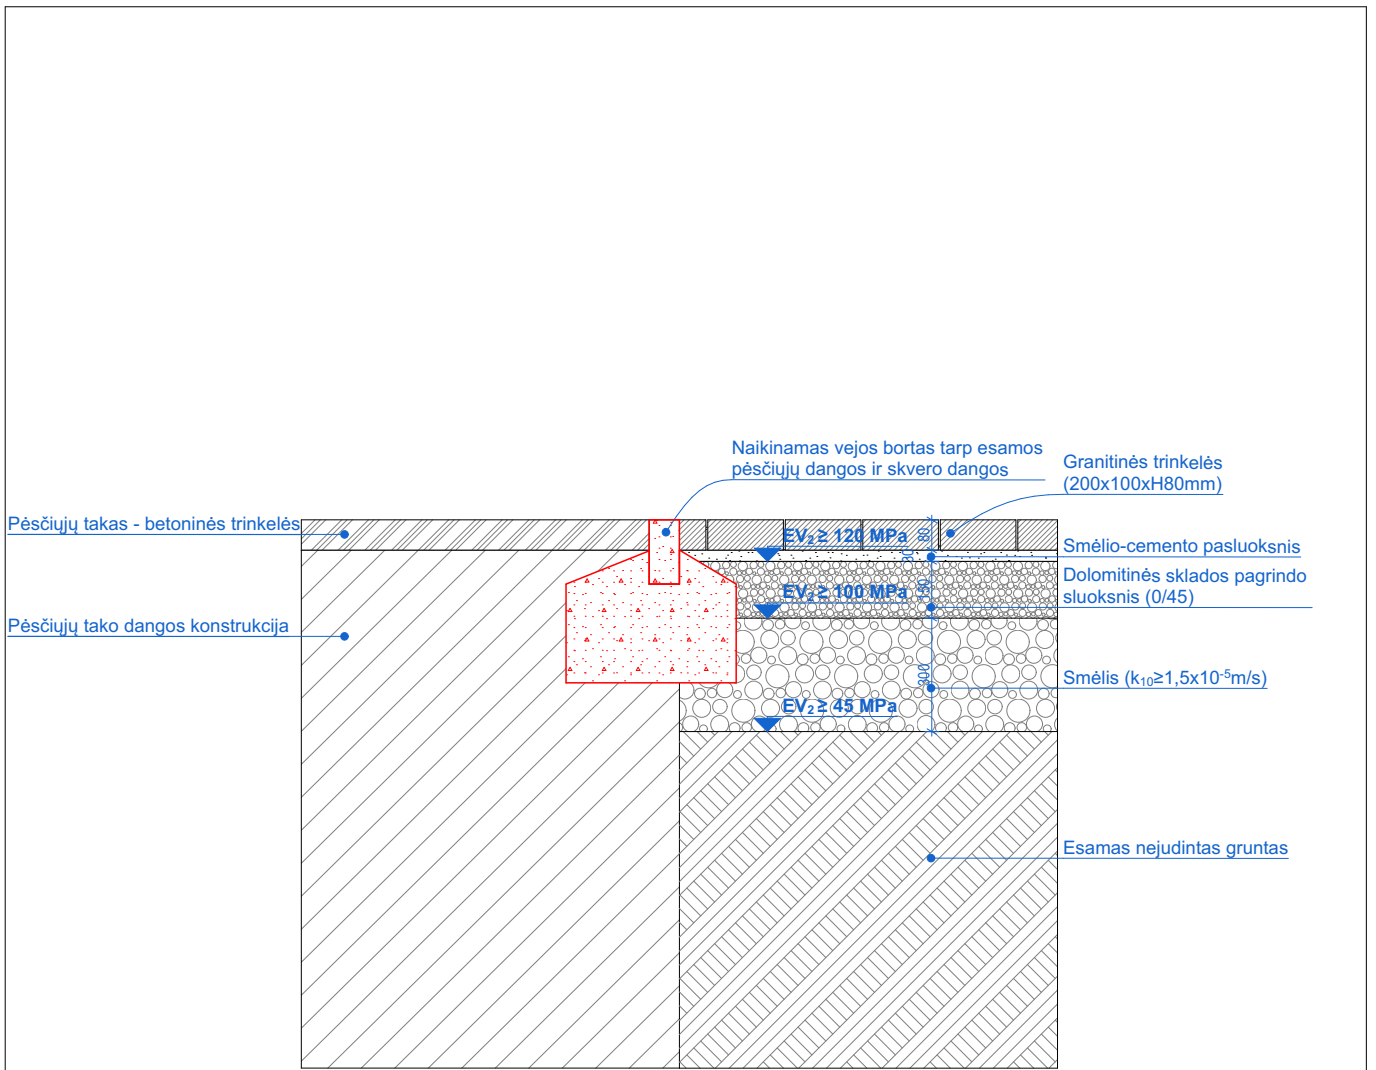 Naikinamas vejos bortas tarp esamos
pėsčiųjų dangos ir skvero dangos
Granitinės trinkelės
(200x100xH80mm)
Pėsčiųjų takas - betoninės trinkelės
EV₂ ≥ 120 MPa
80
30
Smėlio-cemento pasluoksnis
Dolomitinės sklados pagrindo
sluoksnis (0/45)
EV₂ ≥ 100 MPa
150
Pėsčiųjų tako dangos konstrukcija
300
Smėlis (k₁₀≥1,5x10⁻⁵m/s)
EV₂ ≥ 45 MPa
Esamas nejudintas gruntas